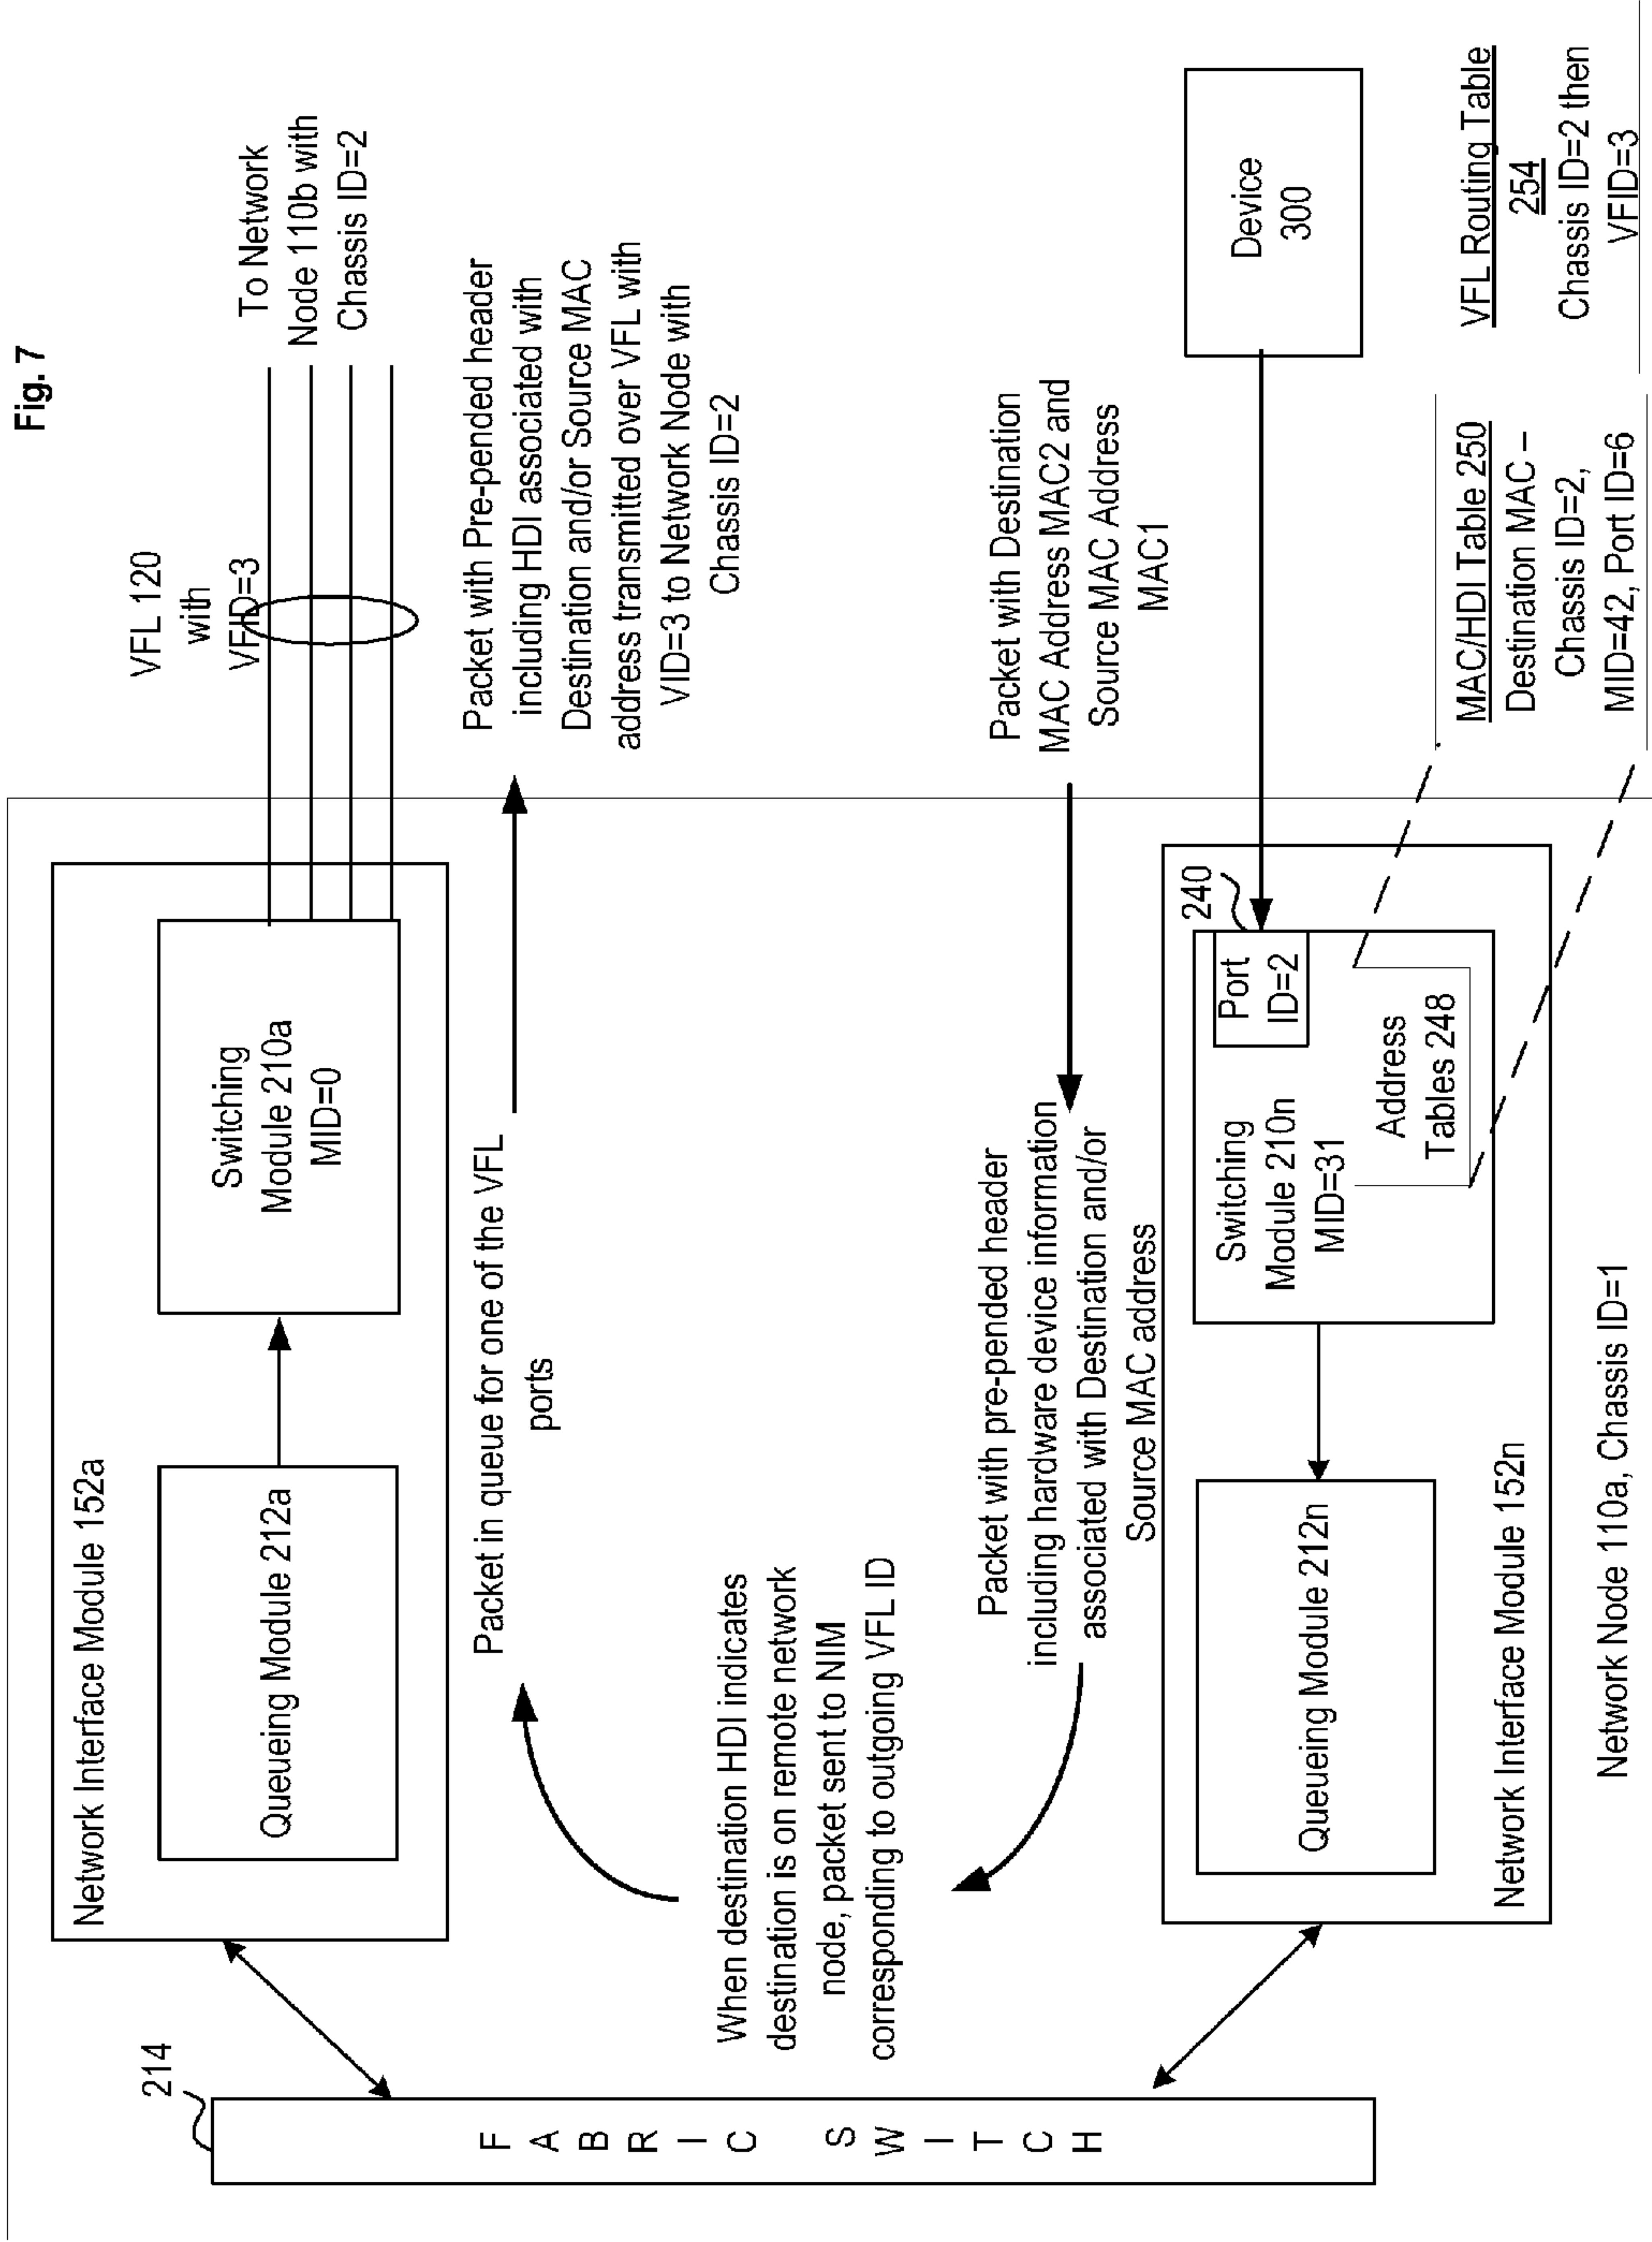 Fig. 7
214
FABRIC SWITCH
Network Interface Module 152a
Queueing Module 212a
Switching
Module 210a
MID=0
VFL 120
with
VFID=3
To Network
Node 110b with
Chassis ID=2
Packet in queue for one of the VFL
ports
Packet with Pre-pended header
including HDI associated with
Destination and/or Source MAC
address transmitted over VFL with
VID=3 to Network Node with
Chassis ID=2
When destination HDI indicates
destination is on remote network
node, packet sent to NIM
corresponding to outgoing VFL ID
Packet with pre-pended header
including hardware device information
associated with Destination and/or
Source MAC address
Packet with Destination
MAC Address MAC2 and
Source MAC Address
MAC1
Device
300
240
Port
ID=2
Switching
Module 210n
MID=31
Address
Tables 248
Queueing Module 212n
Network Interface Module 152n
Network Node 110a, Chassis ID=1
MAC/HDI Table 250
Destination MAC –
Chassis ID=2,
MID=42, Port ID=6
VFL Routing Table
254
Chassis ID=2 then
VFID=3